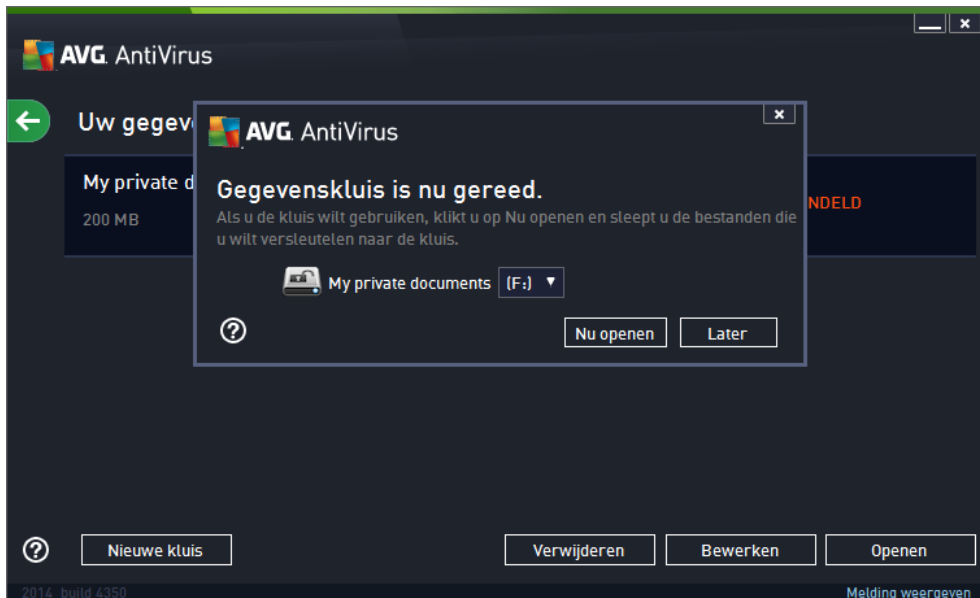 AVG. AntiVirus
Uw gegev
My private d
200 MB
NDELD
AVG. AntiVirus
Gegevenskluis is nu gereed.
Als u de kluis wilt gebruiken, klikt u op Nu openen en sleept u de bestanden die
u wilt versleutelen naar de kluis.
My private documents (F:)
Nu openen Later
Nieuwe kluis Verwijderen Bewerken Openen
2014 build 4350 Melding weergeven